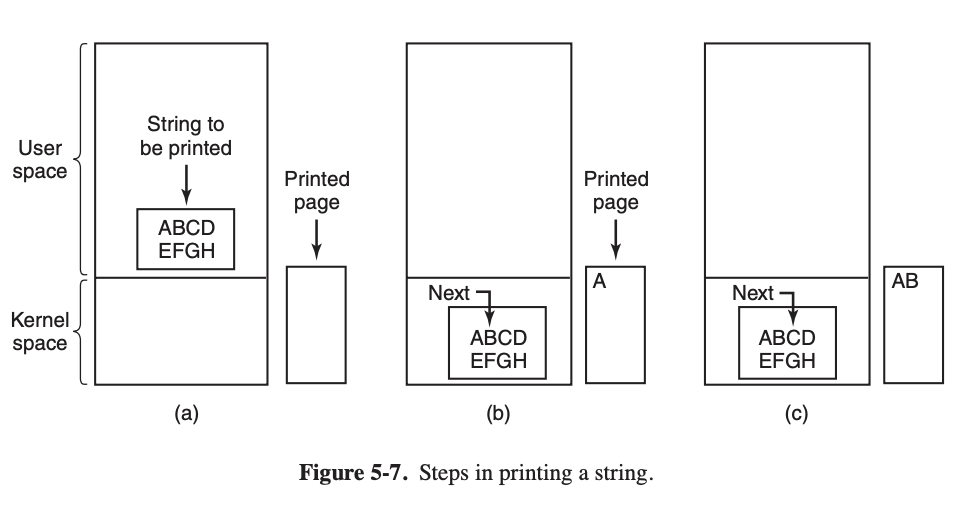 User
space
Kernel
space
String to
be printed
ABCD
EFGH
Printed
page
(a)
Next
ABCD
EFGH
Printed
page
A
(b)
Next
ABCD
EFGH
AB
(c)
Figure 5-7. Steps in printing a string.